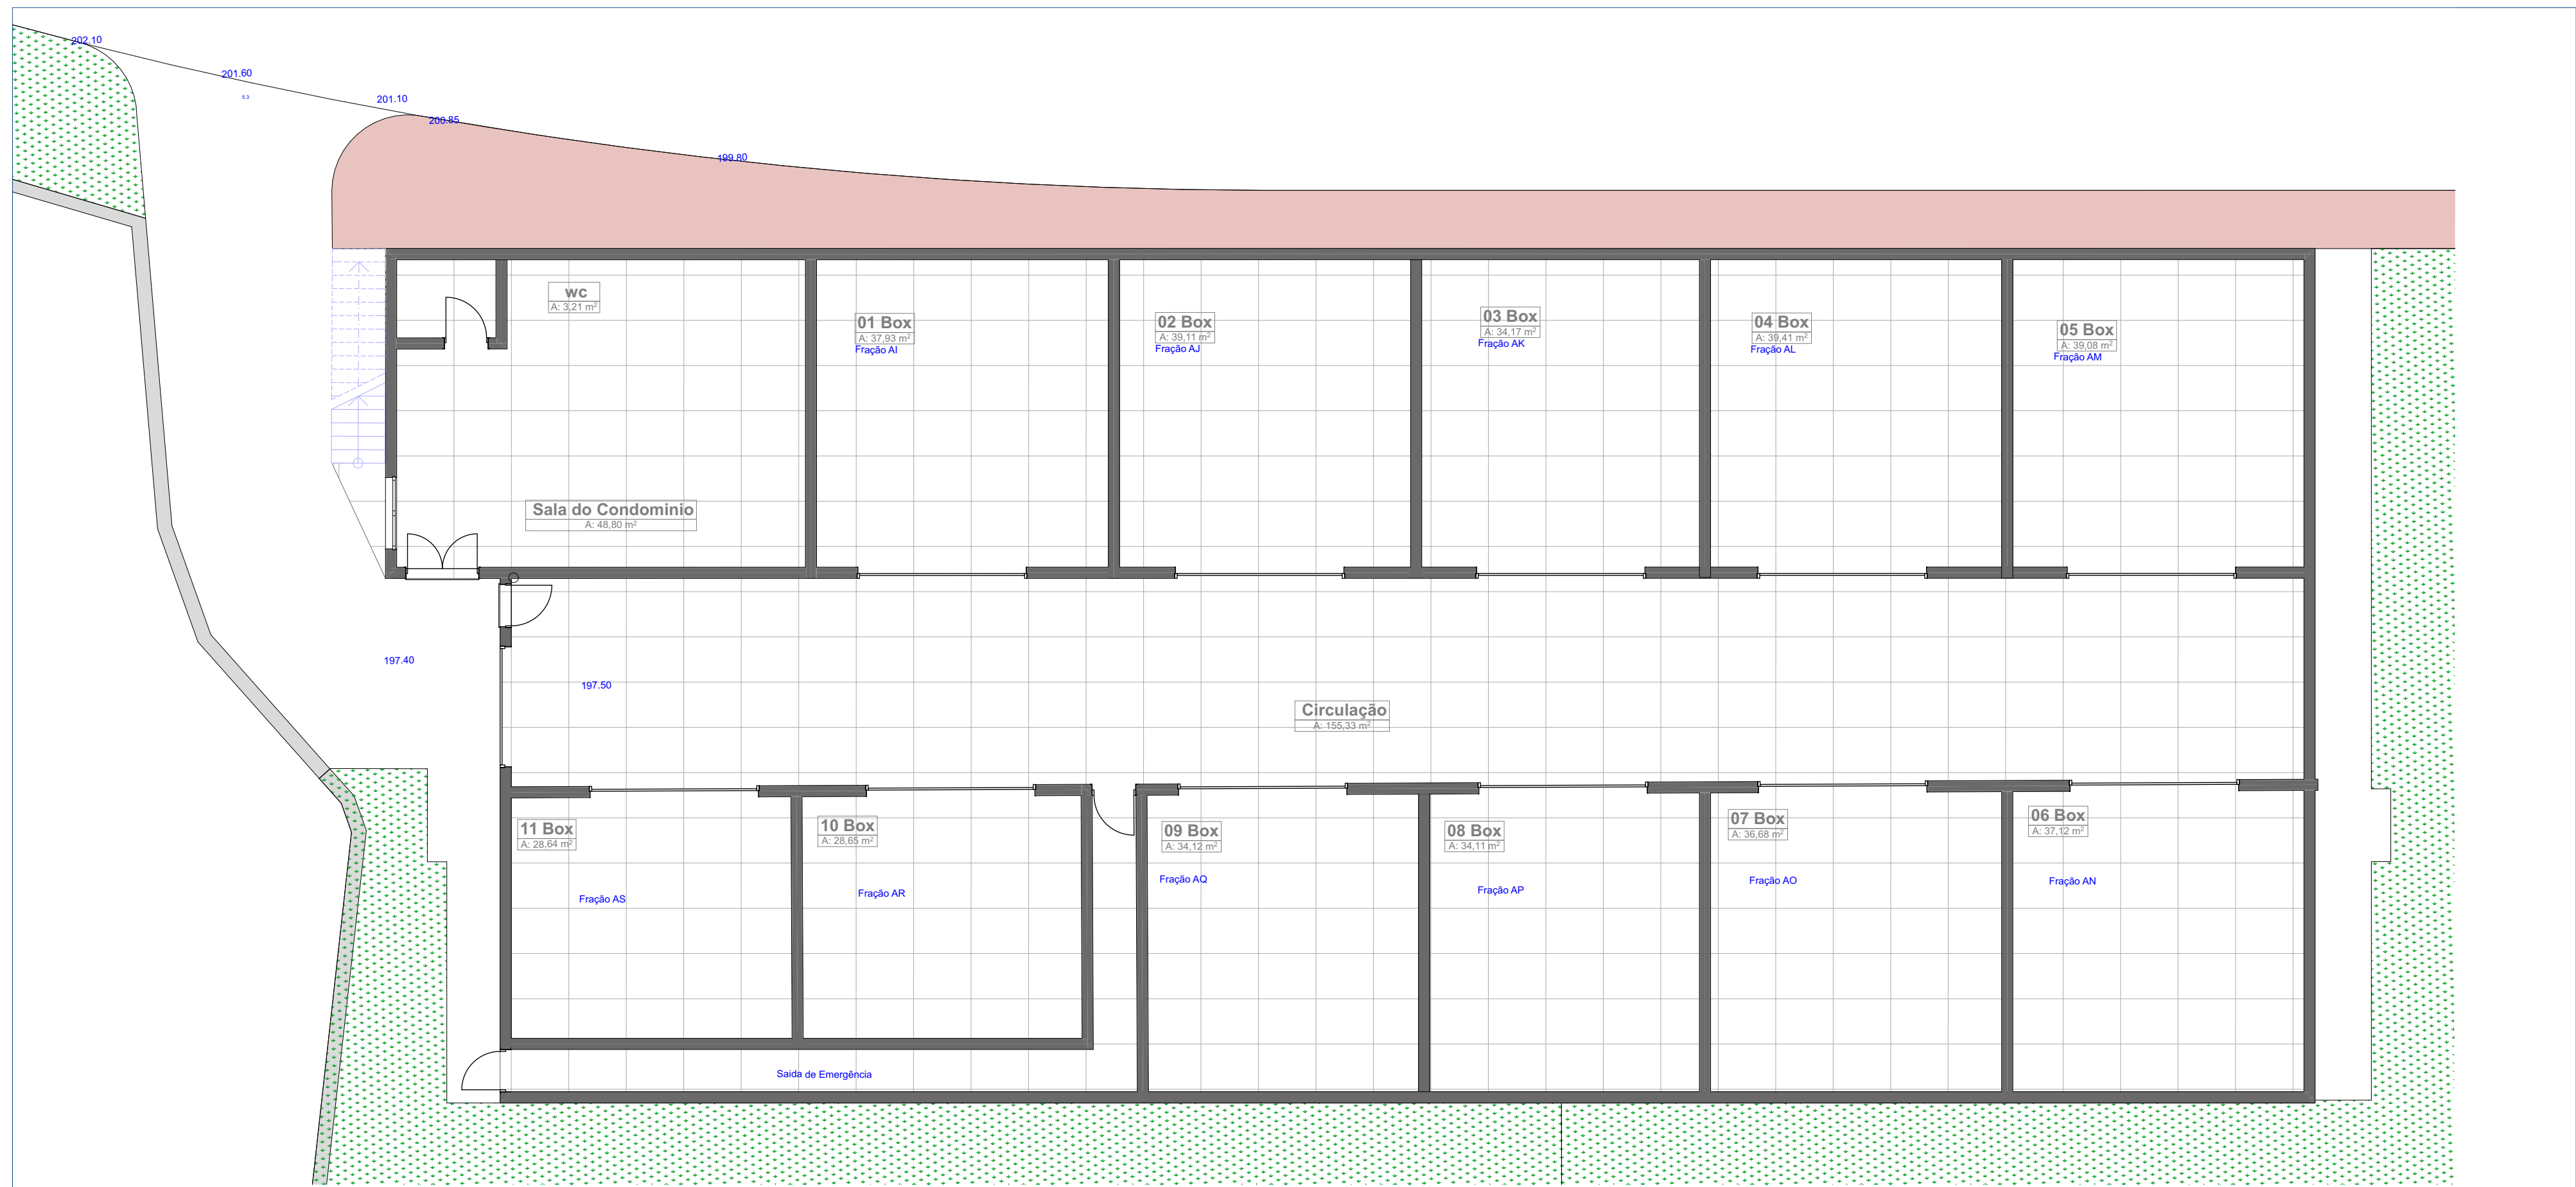 202.10
201.60
5.3
201.10
200.85
199.80
wc
A: 3,21 m²
01 Box
A: 37,93 m²
Fração AI
02 Box
A: 39,11 m²
Fração AJ
03 Box
A: 34,17 m²
Fração AK
04 Box
A: 39,41 m²
Fração AL
05 Box
A: 39,08 m²
Fração AM
Sala do Condominio
A: 48,80 m²
197.40
197.50
Circulação
A: 155,33 m²
11 Box
A: 28,64 m²
Fração AS
10 Box
A: 28,65 m²
Fração AR
09 Box
A: 34,12 m²
Fração AQ
08 Box
A: 34,11 m²
Fração AP
07 Box
A: 36,68 m²
Fração AO
06 Box
A: 37,12 m²
Fração AN
Saida de Emergência